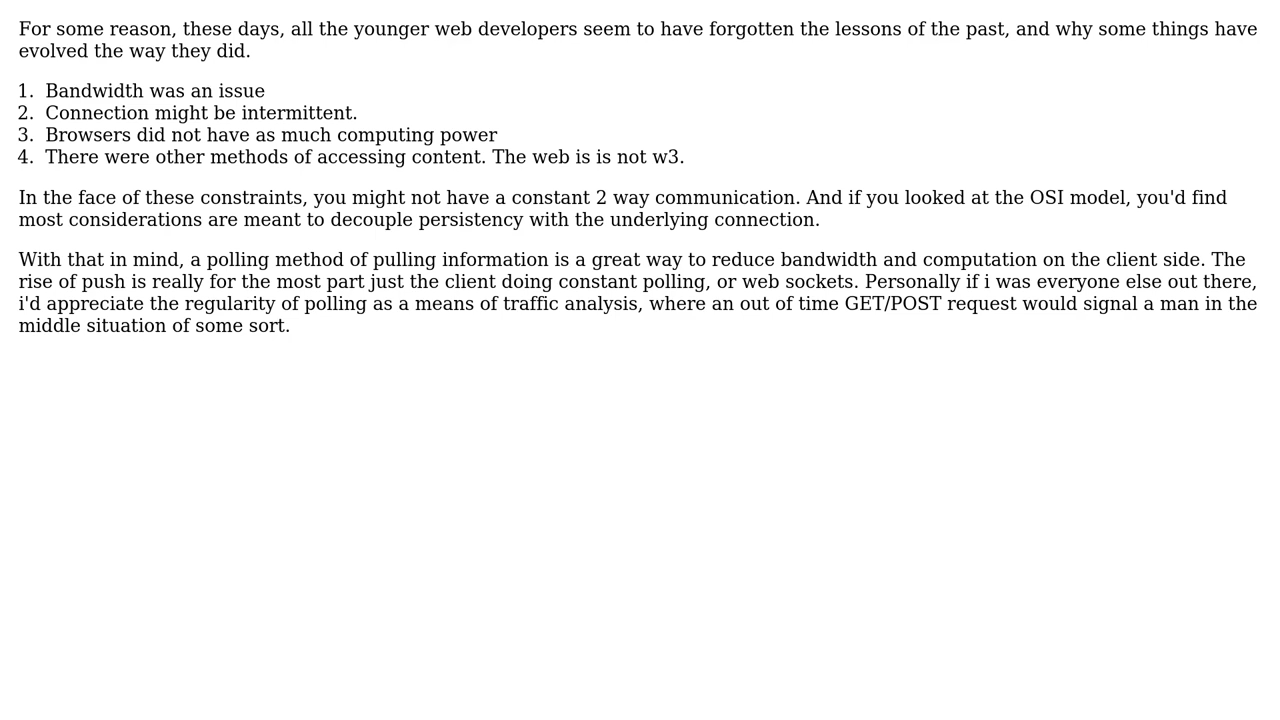 For some reason, these days, all the younger web developers seem to have forgotten the lessons of the past, and why some things have
evolved the way they did.
1. Bandwidth was an issue
2. Connection might be intermittent.
3. Browsers did not have as much computing power
4. There were other methods of accessing content. The web is is not w3.
In the face of these constraints, you might not have a constant 2 way communication. And if you looked at the OSI model, you'd find
most considerations are meant to decouple persistency with the underlying connection.
With that in mind, a polling method of pulling information is a great way to reduce bandwidth and computation on the client side. The
rise of push is really for the most part just the client doing constant polling, or web sockets. Personally if i was everyone else out there,
i'd appreciate the regularity of polling as a means of traffic analysis, where an out of time GET/POST request would signal a man in the
middle situation of some sort.